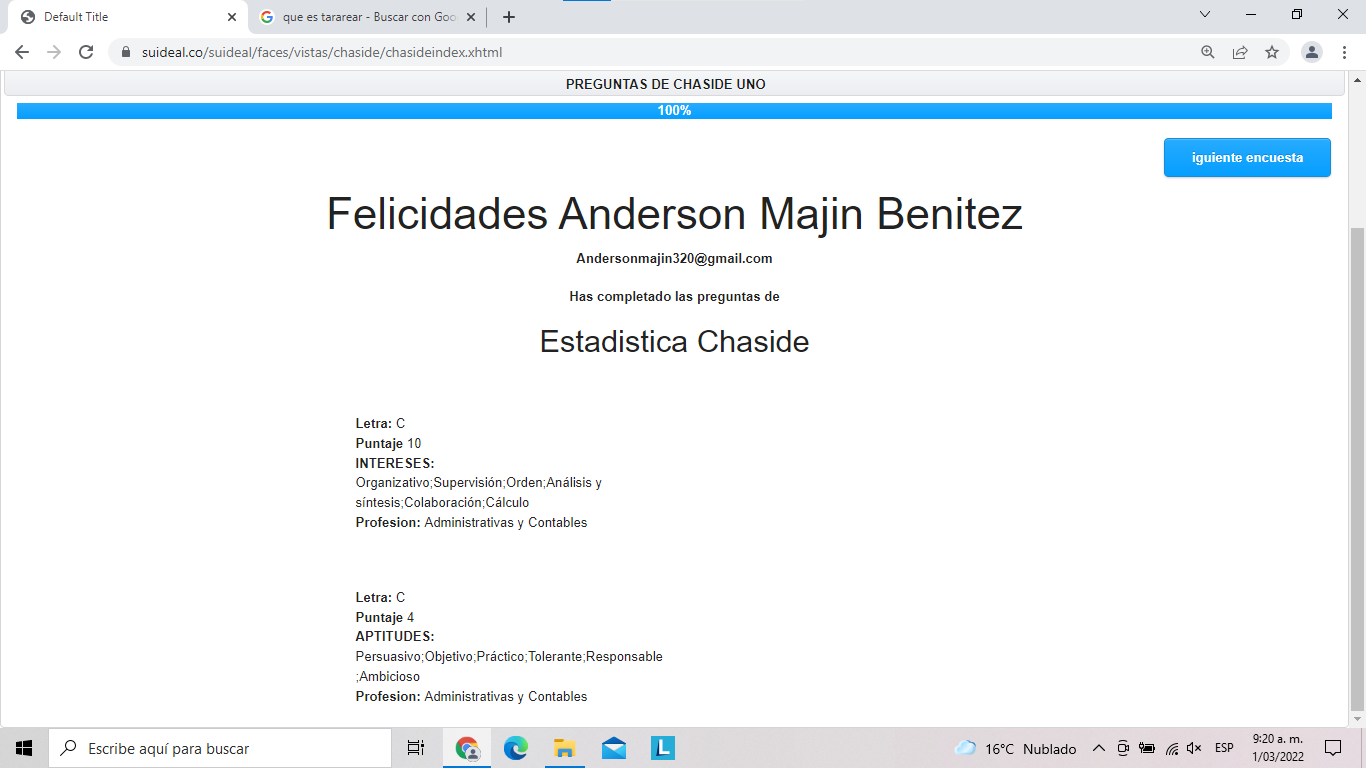 Default Title
que es tararear - Buscar con Goo
suideal.co/suideal/faces/vistas/chaside/chasideindex.xhtml
PREGUNTAS DE CHASIDE UNO
100%
iguiente encuesta
Felicidades Anderson Majin Benitez
Andersonmajin320@gmail.com
Has completado las preguntas de
Estadistica Chaside
Letra: C
Puntaje 10
INTERESES:
Organizativo;Supervisión;Orden;Análisis y
síntesis;Colaboración;Cálculo
Profesion: Administrativas y Contables
Letra: C
Puntaje 4
APTITUDES:
Persuasivo;Objetivo;Práctico;Tolerante;Responsable
;Ambicioso
Profesion: Administrativas y Contables
Escribe aquí para buscar
L
16°C Nublado
ESP
9:20 a. m.
1/03/2022